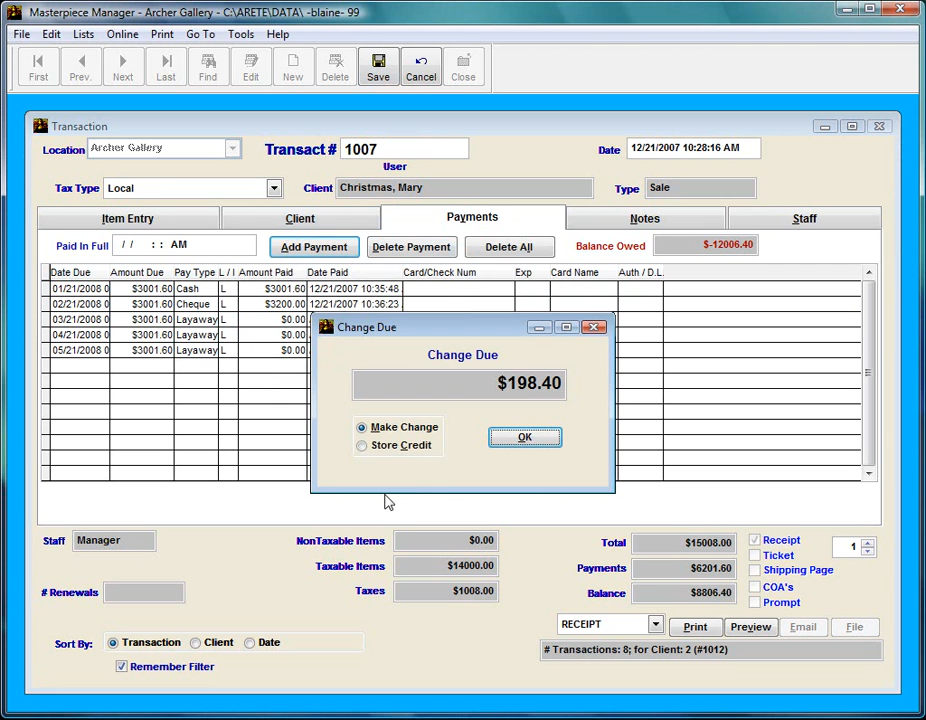 Masterpiece Manager - Archer Gallery - C:\ARETE\DATA\ -blaine- 99
File Edit Lists Online Print Go To Tools Help
First Prev. Next Last Find Edit New Delete Save Cancel Close
Transaction
Location Archer Gallery Transact # 1007 Date 12/21/2007 10:28:16 AM
User
Tax Type Local Client Christmas, Mary Type Sale
Item Entry Client Payments Notes Staff
Paid In Full / / : : AM Add Payment Delete Payment Delete All Balance Owed $-12006.40
Date Due Amount Due Pay Type L / I Amount Paid Date Paid Card/Check Num Exp Card Name Auth / D.L.
01/21/2008 0 $3001.60 Cash L $3001.60 12/21/2007 10:35:48
02/21/2008 0 $3001.60 Cheque L $3200.00 12/21/2007 10:36:23
03/21/2008 0 $3001.60 Layaway L $0.00
04/21/2008 0 $3001.60 Layaway L $0.00
05/21/2008 0 $3001.60 Layaway L $0.00
Change Due
Change Due
$198.40
Make Change
Store Credit
OK
Staff Manager NonTaxable Items $0.00 Total $15008.00 Receipt 1
Ticket
Taxable Items $14000.00 Payments $6201.60 Shipping Page
# Renewals Taxes $1008.00 Balance $8806.40 COA's
Prompt
RECEIPT Print Preview Email File
Sort By: Transaction Client Date # Transactions: 8; for Client: 2 (#1012)
Remember Filter